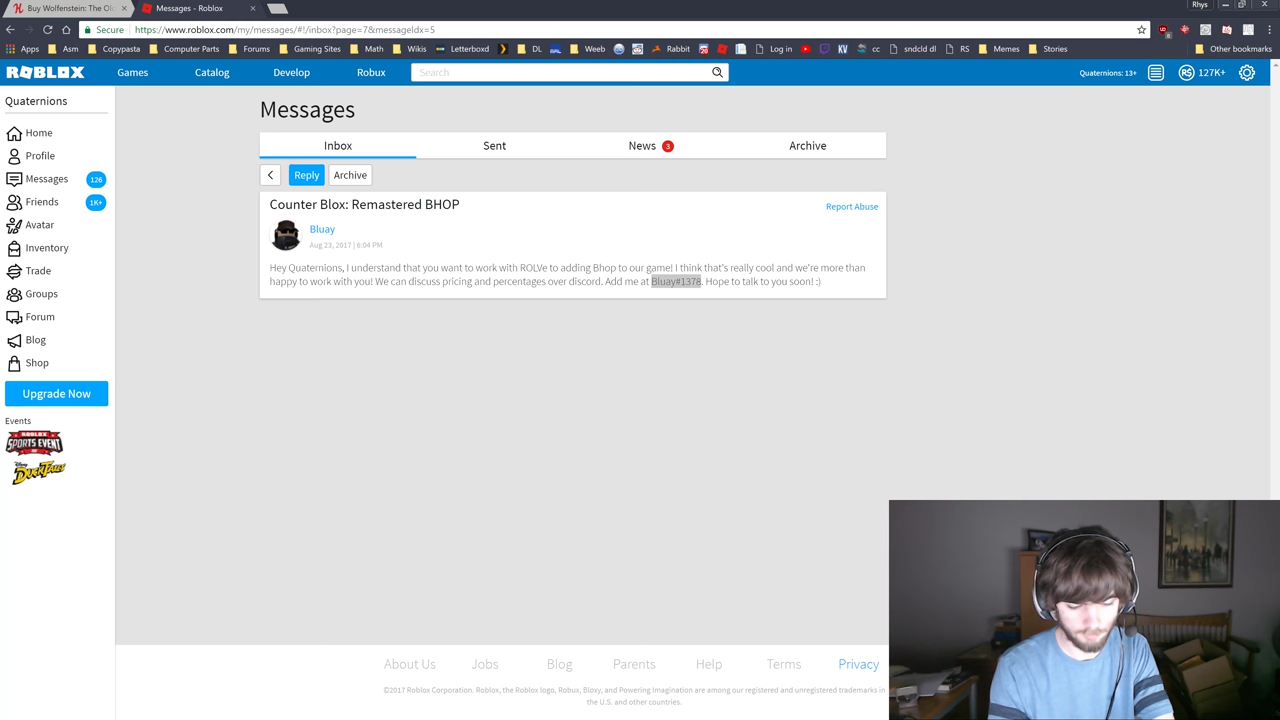 Buy Wolfenstein: The Old
Messages - Roblox
Rhys
Secure
https://www.roblox.com/my/messages/#!/inbox?page=7&messageIdx=5
Apps
Asm
Copypasta
Computer Parts
Forums
Gaming Sites
Math
Wikis
Letterboxd
DL
Weeb
Rabbit
Log in
KV
cc
sndcld dl
RS
Memes
Stories
Other bookmarks
ROBLOX
Games
Catalog
Develop
Robux
Search
Quaternions: 13+
R$
127K+
Quaternions
Home
Profile
Messages 126
Friends 1K+
Avatar
Inventory
Trade
Groups
Forum
Blog
Shop
Upgrade Now
Events
ROBLOX
SPORTS EVENT
DUCKTALES
Messages
Inbox
Sent
News 3
Archive
Reply
Archive
Counter Blox: Remastered BHOP
Report Abuse
Bluay
Aug 23, 2017 | 6:04 PM
Hey Quaternions, I understand that you want to work with ROLVe to adding Bhop to our game! I think that's really cool and we're more than
happy to work with you! We can discuss pricing and percentages over discord. Add me at Bluay#1378. Hope to talk to you soon! :)
About Us
Jobs
Blog
Parents
Help
Terms
Privacy
©2017 Roblox Corporation. Roblox, the Roblox logo, Robux, Bloxy, and Powering Imagination are among our registered and unregistered trademarks in
the U.S. and other countries.